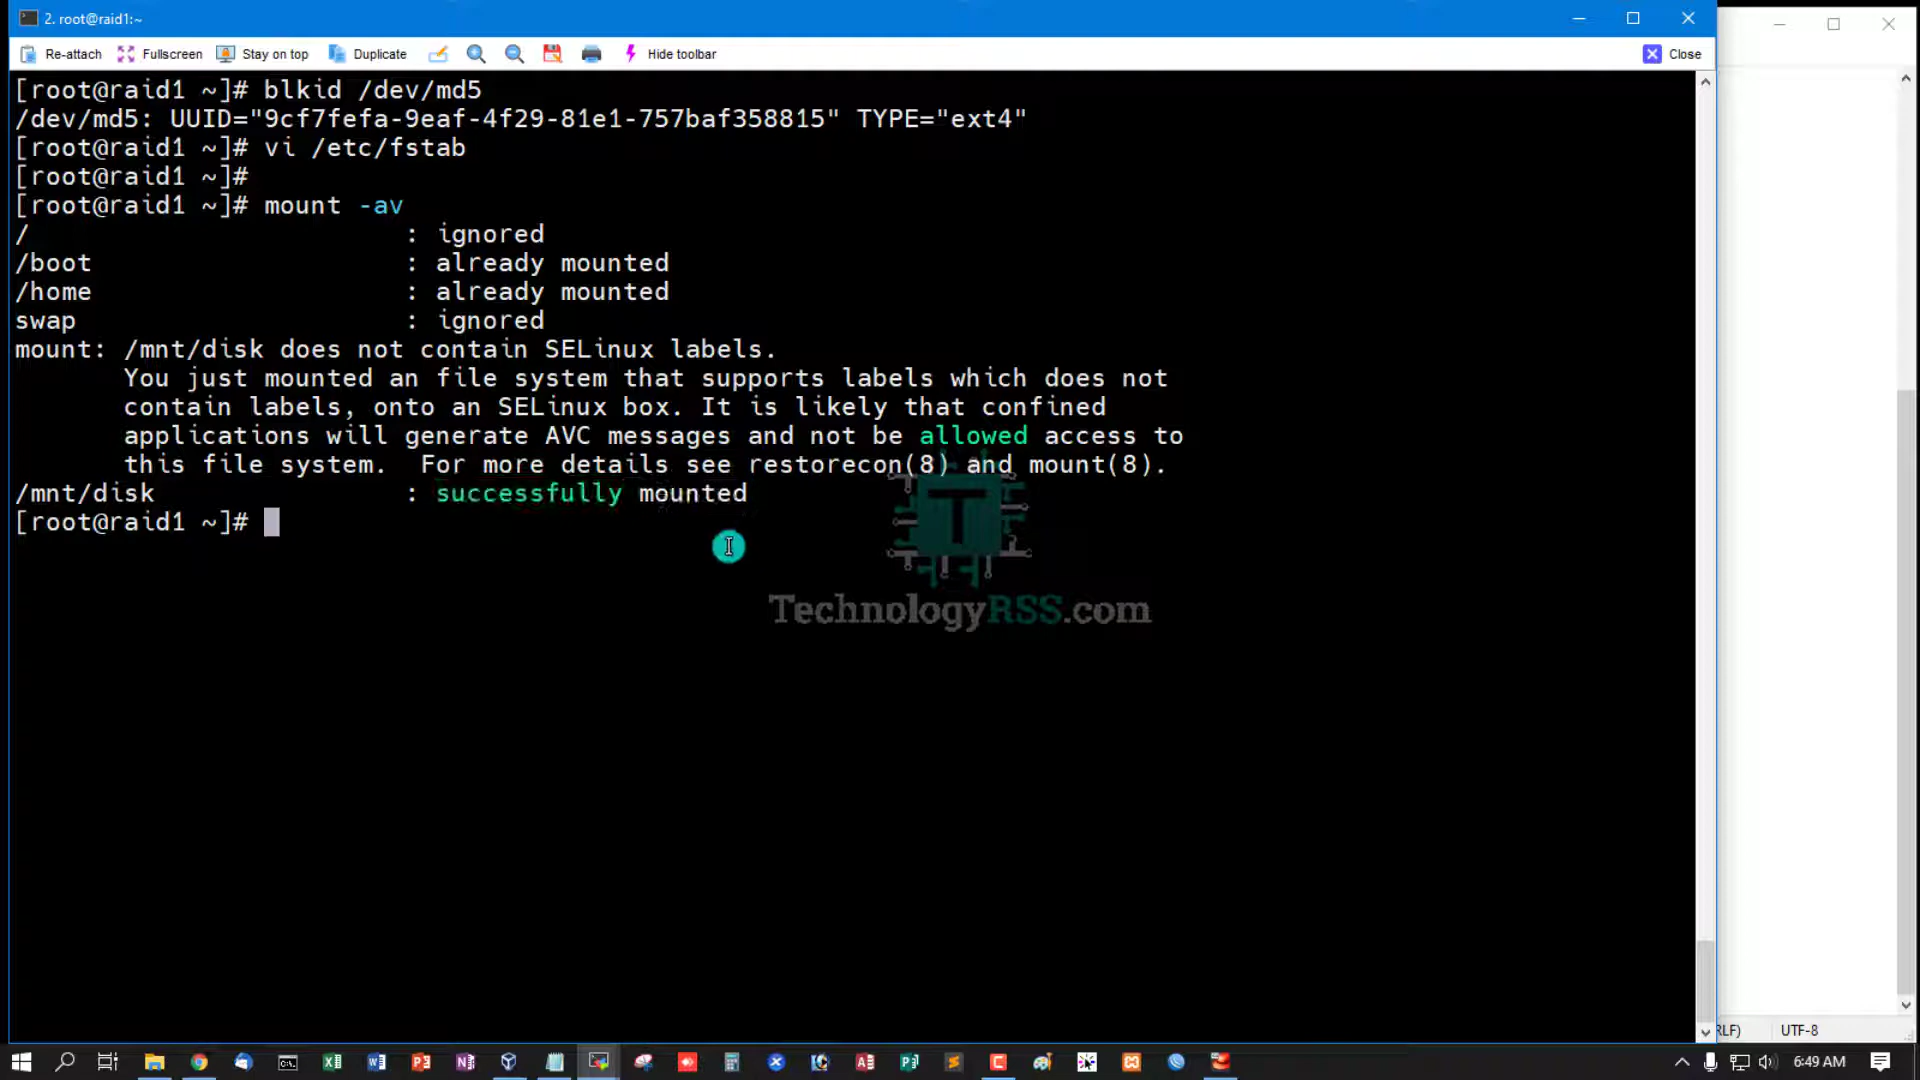 2. root@raid1:~
Re-attach Fullscreen Stay on top Duplicate Hide toolbar Close
[root@raid1 ~]# blkid /dev/md5
/dev/md5: UUID="9cf7fefa-9eaf-4f29-81e1-757baf358815" TYPE="ext4"
[root@raid1 ~]# vi /etc/fstab
[root@raid1 ~]#
[root@raid1 ~]# mount -av
/ : ignored
/boot : already mounted
/home : already mounted
swap : ignored
mount: /mnt/disk does not contain SELinux labels.
You just mounted an file system that supports labels which does not
contain labels, onto an SELinux box. It is likely that confined
applications will generate AVC messages and not be allowed access to
this file system. For more details see restorecon(8) and mount(8).
/mnt/disk : successfully mounted
[root@raid1 ~]#
T
TechnologyRSS.com
RLF) UTF-8
6:49 AM